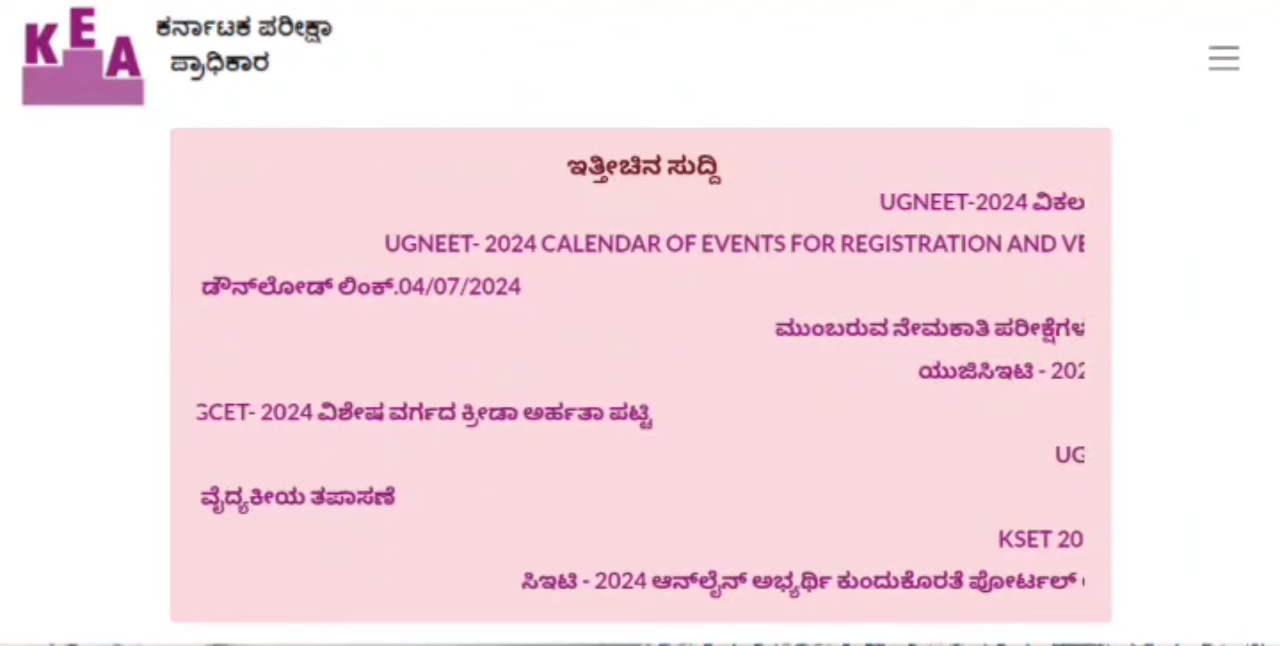 KEA
ಕರ್ನಾಟಕ ಪರೀಕ್ಷಾ
ಪ್ರಾಧಿಕಾರ
ಇತ್ತೀಚಿನ ಸುದ್ದಿ
UGNEET-2024 ವಿಕಲ
UGNEET- 2024 CALENDAR OF EVENTS FOR REGISTRATION AND VE
ಡೌನ್‌ಲೋಡ್ ಲಿಂಕ್.04/07/2024
ಮುಂಬರುವ ನೇಮಕಾತಿ ಪರೀಕ್ಷೆಗಳ
ಯುಜಿಸಿಇಟಿ - 202
GCET- 2024 ವಿಶೇಷ ವರ್ಗದ ಕ್ರೀಡಾ ಅರ್ಹತಾ ಪಟ್ಟಿ
UG
ವೈದ್ಯಕೀಯ ತಪಾಸಣೆ
KSET 20
ಸಿಇಟಿ - 2024 ಆನ್‌ಲೈನ್ ಅಭ್ಯರ್ಥಿ ಕುಂದುಕೊರತೆ ಪೋರ್ಟಲ್